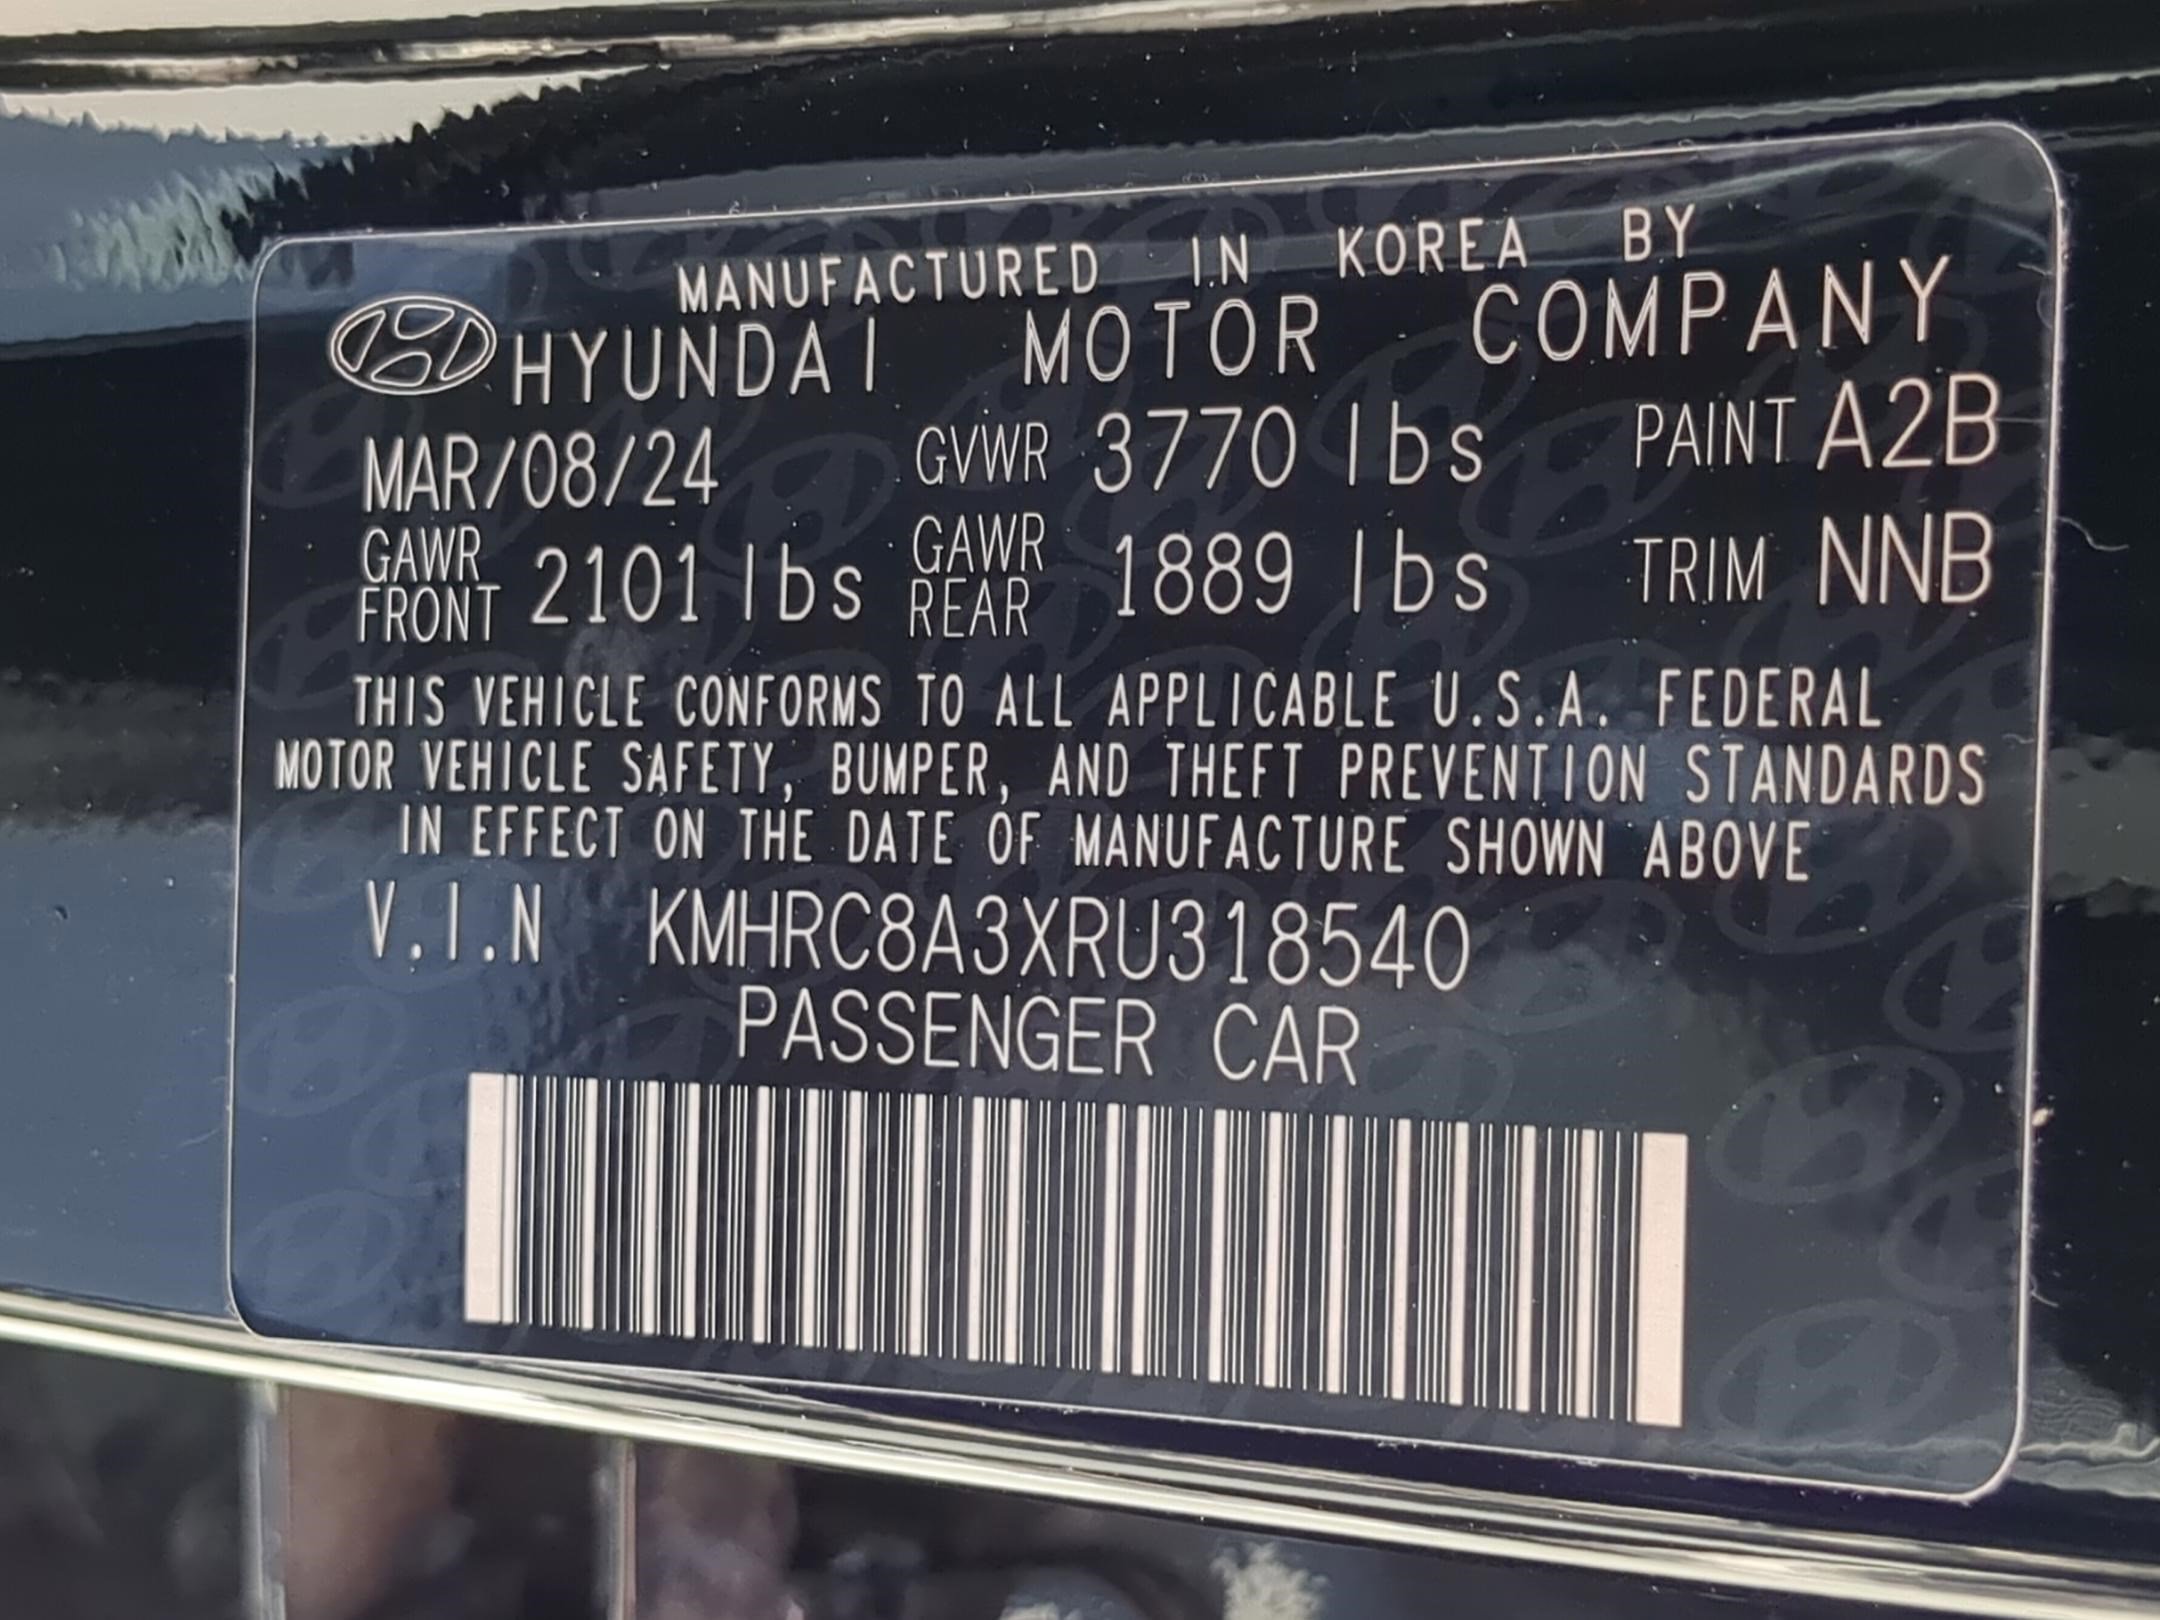 MANUFACTURED IN KOREA BY
HYUNDAI MOTOR COMPANY
MAR/08/24 GVWR 3770 lbs PAINT A2B
GAWR FRONT 2101 lbs GAWR REAR 1889 lbs TRIM NNB
THIS VEHICLE CONFORMS TO ALL APPLICABLE U.S.A. FEDERAL
MOTOR VEHICLE SAFETY, BUMPER, AND THEFT PREVENTION STANDARDS
IN EFFECT ON THE DATE OF MANUFACTURE SHOWN ABOVE
V.I.N KMHRC8A3XRU318540
PASSENGER CAR